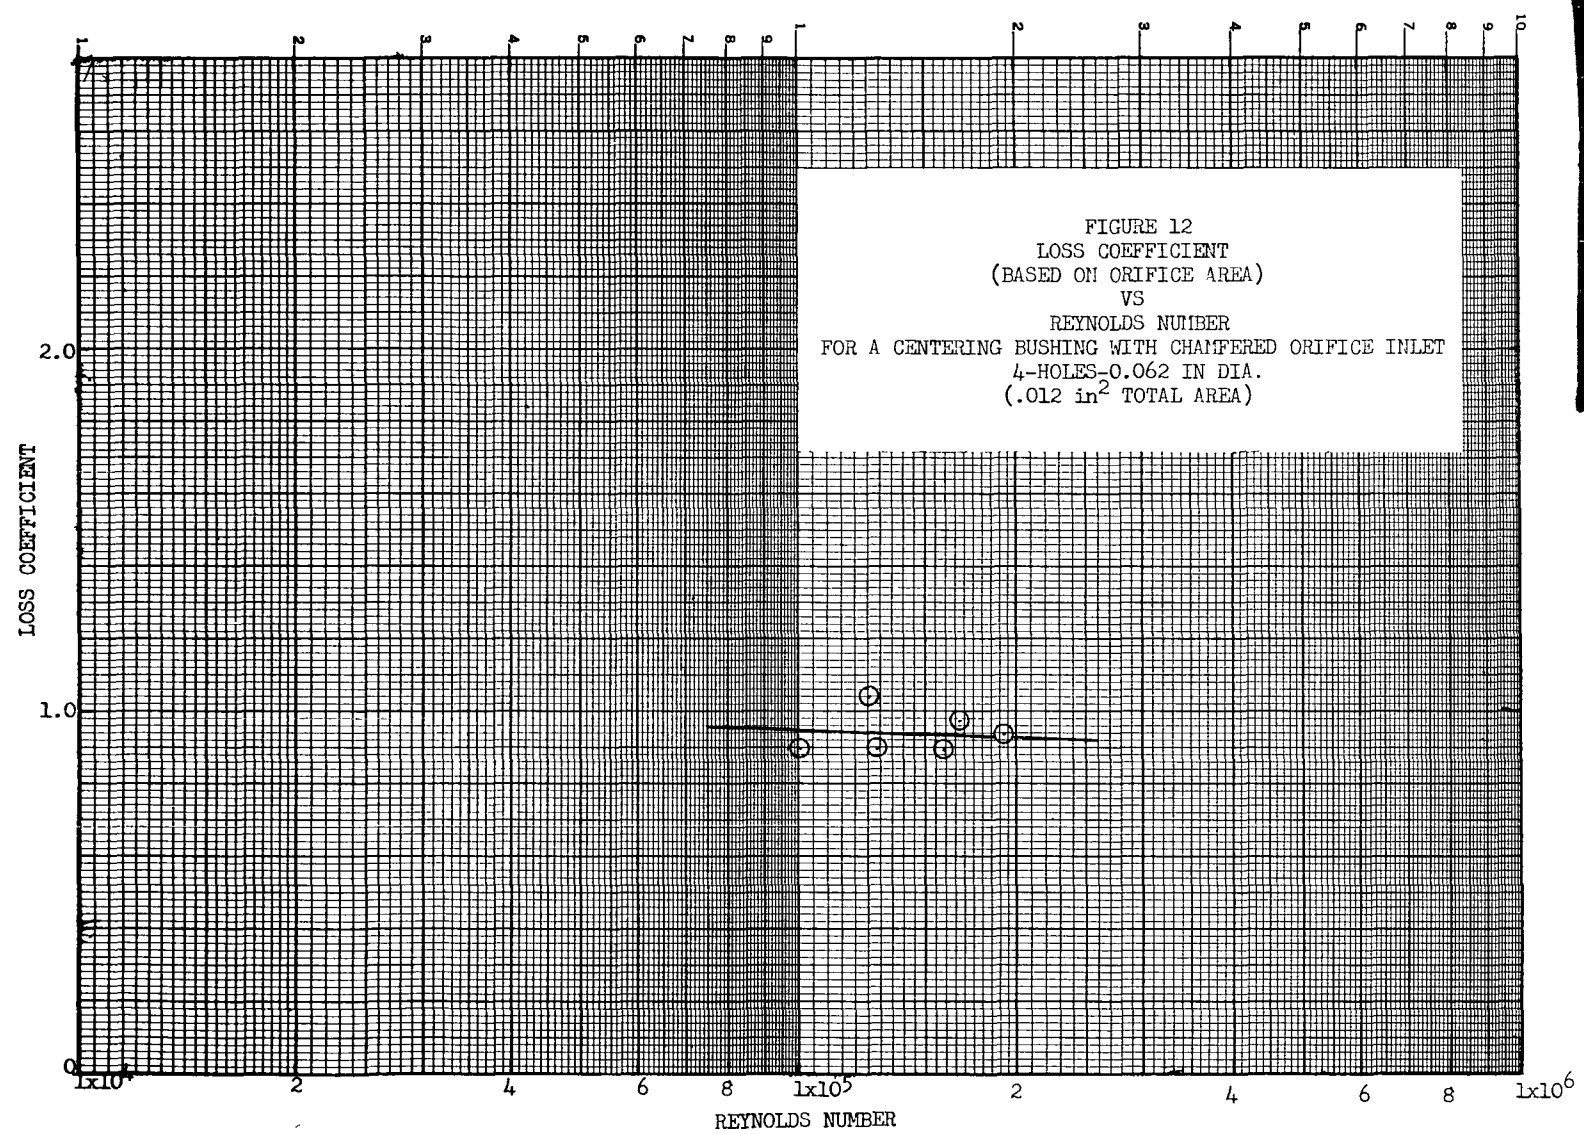 1 2 3 4 5 6 7 8 9 1 2 3 4 5 6 7 8 9 10
FIGURE 12
LOSS COEFFICIENT
(BASED ON ORIFICE AREA)
VS
REYNOLDS NUMBER
FOR A CENTERING BUSHING WITH CHAMFERED ORIFICE INLET
4-HOLES-0.062 IN DIA.
(.012 in² TOTAL AREA)
2.0
1.0
0
LOSS COEFFICIENT
1x10⁴ 2 4 6 8 1x10⁵ 2 4 6 8 1x10⁶
REYNOLDS NUMBER